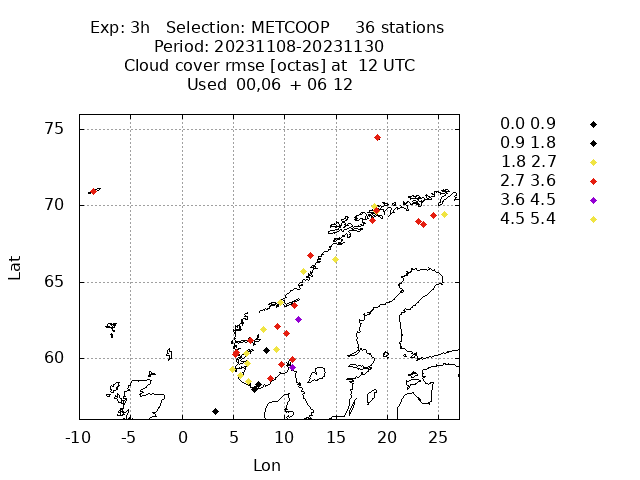 Exp: 3h   Selection: METCOOP     36 stations
Period: 20231108-20231130
Cloud cover rmse [octas] at  12 UTC
Used  00,06  + 06 12
0.0 0.9
0.9 1.8
1.8 2.7
2.7 3.6
3.6 4.5
4.5 5.4
75
70
65
60
Lat
-10 -5 0 5 10 15 20 25
Lon